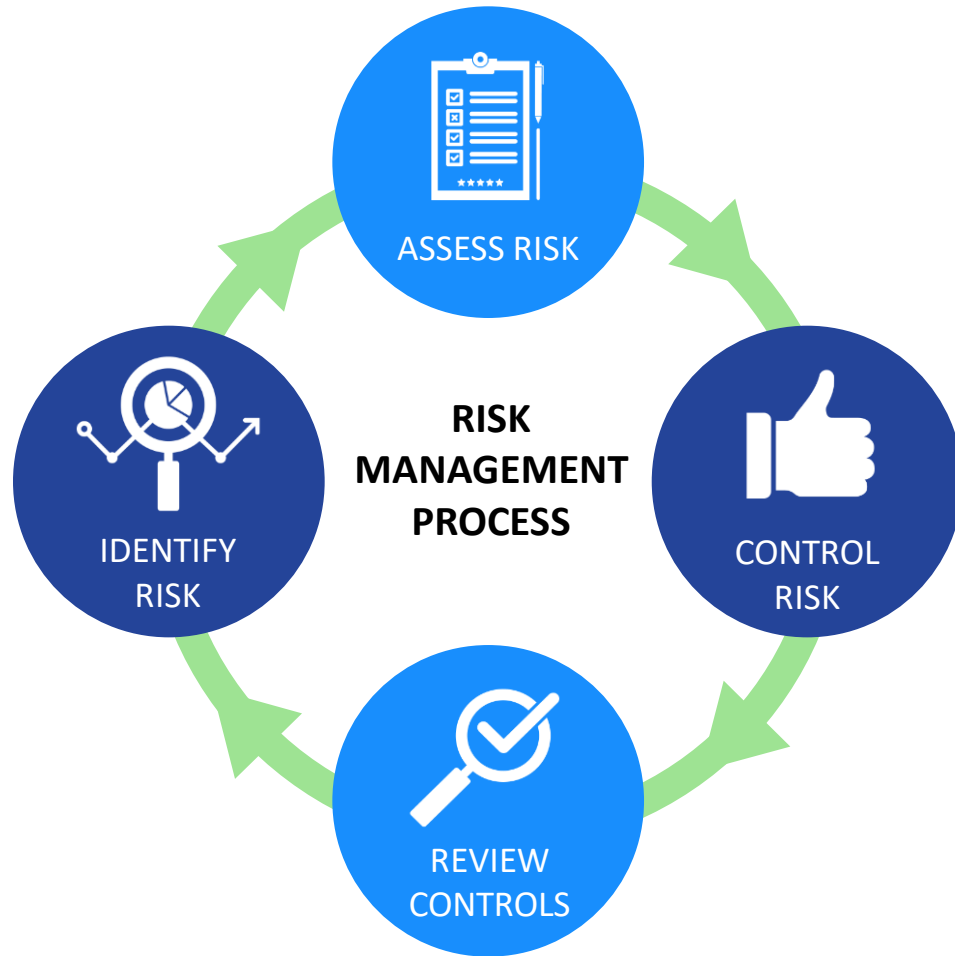 ASSESS RISK
RISK
MANAGEMENT
PROCESS
IDENTIFY
RISK
CONTROL
RISK
REVIEW
CONTROLS